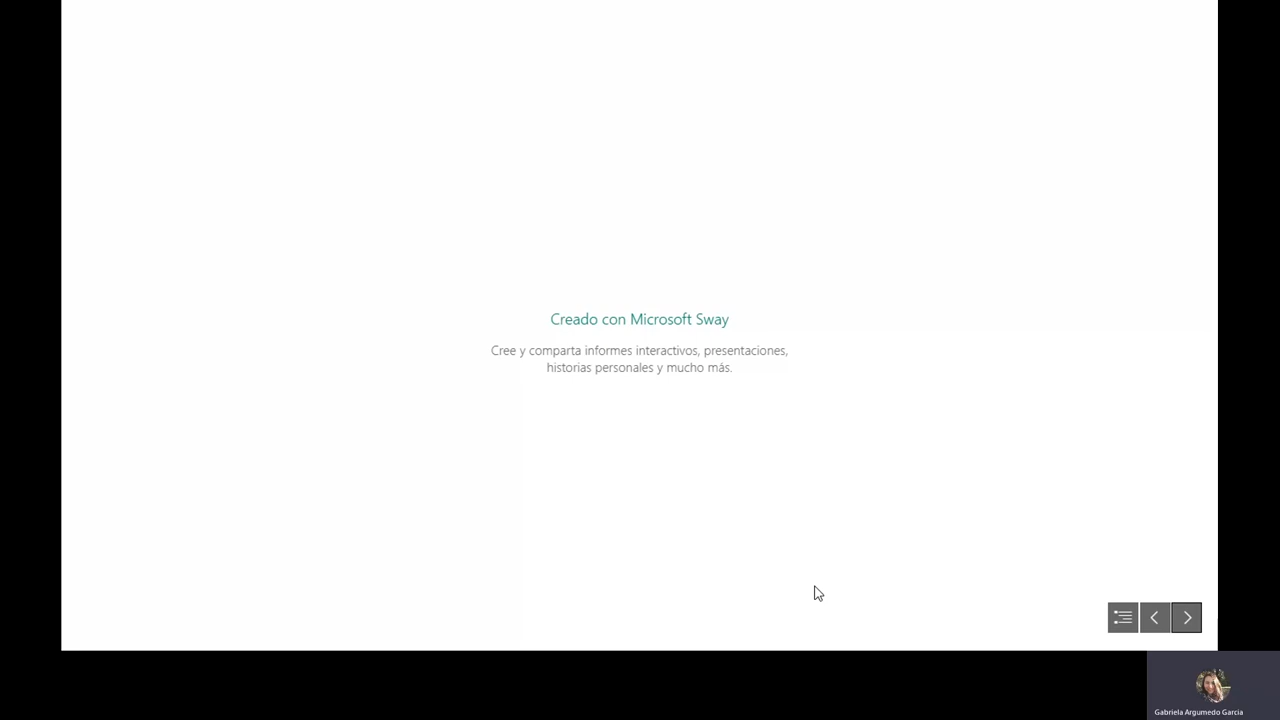 Creado con Microsoft Sway
Cree y comparta informes interactivos, presentaciones,
historias personales y mucho más.
Gabriela Argumedo Garcia